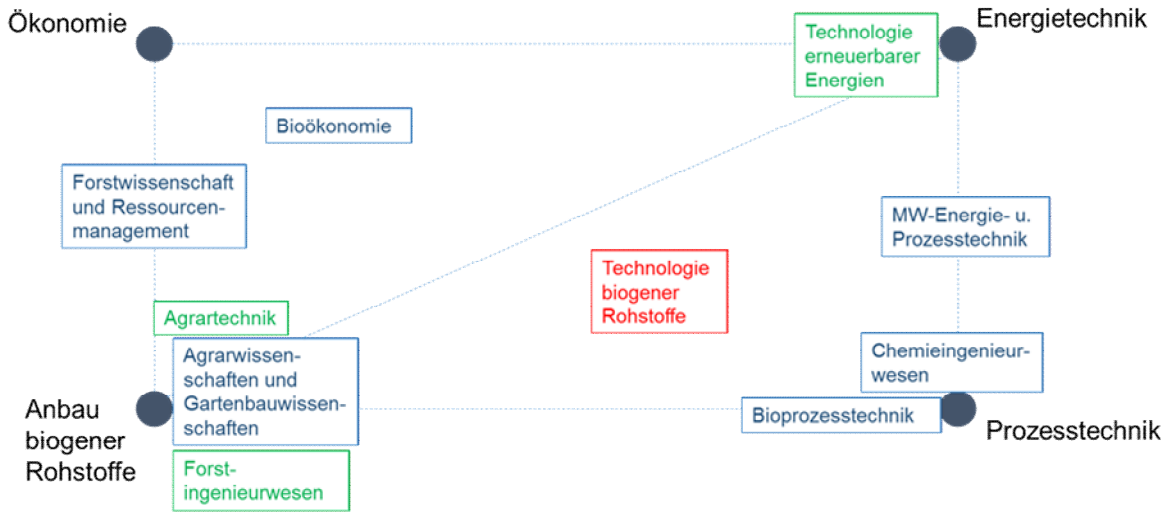 Ökonomie
Energietechnik
Technologie
erneuerbarer
Energien
Bioökonomie
Forstwissenschaft
und Ressourcen-
management
MW-Energie- u.
Prozesstechnik
Technologie
biogener
Rohstoffe
Agrartechnik
Agrarwissen-
schaften und
Gartenbauwissen-
schaften
Chemieingenieur-
wesen
Bioprozesstechnik
Anbau
biogener
Rohstoffe
Prozesstechnik
Forst-
ingenieurwesen